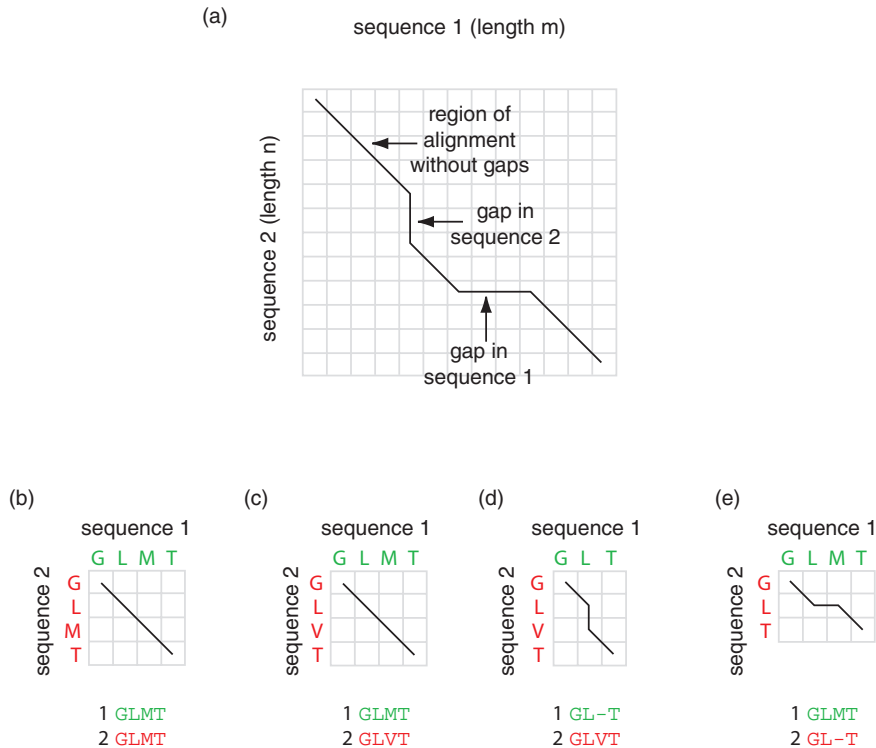 (a)
sequence 1 (length m)
sequence 2 (length n)
region of
alignment
without gaps
gap in
sequence 2
gap in
sequence 1
(b)
sequence 1
G L M T
sequence 2
G
L
M
T
1 GLMT
2 GLMT
(c)
sequence 1
G L M T
sequence 2
G
L
V
T
1 GLMT
2 GLVT
(d)
sequence 1
G L T
sequence 2
G
L
V
T
1 GL-T
2 GLVT
(e)
sequence 1
G L M T
sequence 2
G
L
T
1 GLMT
2 GL-T